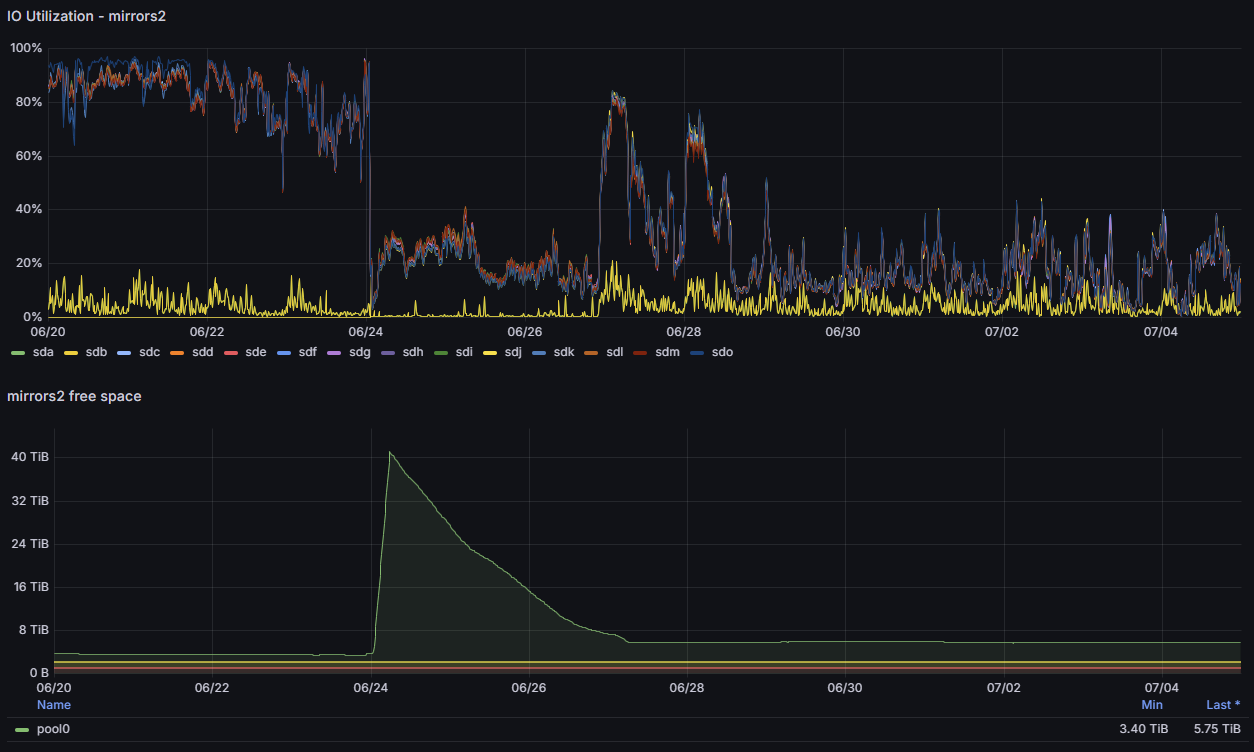 IO Utilization - mirrors2
100%
80%
60%
40%
20%
0%
06/20 06/22 06/24 06/26 06/28 06/30 07/02 07/04
sda sdb sdc sdd sde sdf sdg sdh sdi sdj sdk sdl sdm sdo
mirrors2 free space
40 TiB
32 TiB
24 TiB
16 TiB
8 TiB
0 B
06/20 06/22 06/24 06/26 06/28 06/30 07/02 07/04
Name Min Last *
pool0 3.40 TiB 5.75 TiB